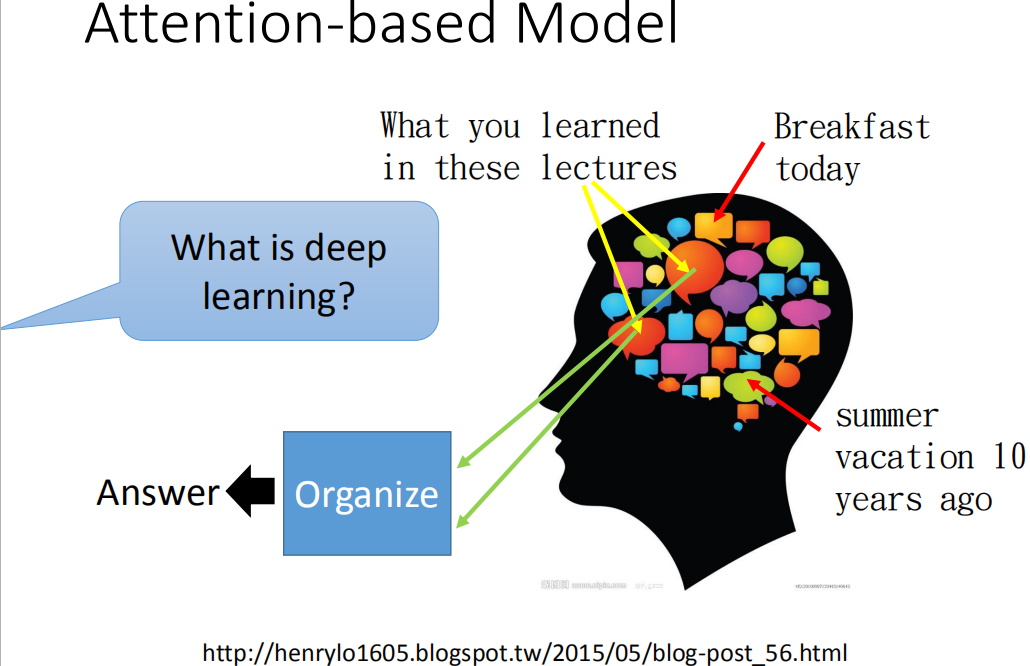 Attention-based Model
What you learned
in these lectures
Breakfast
today
What is deep
learning?
summer
vacation 10
years ago
Organize
Answer
http://henrylo1605.blogspot.tw/2015/05/blog-post_56.html